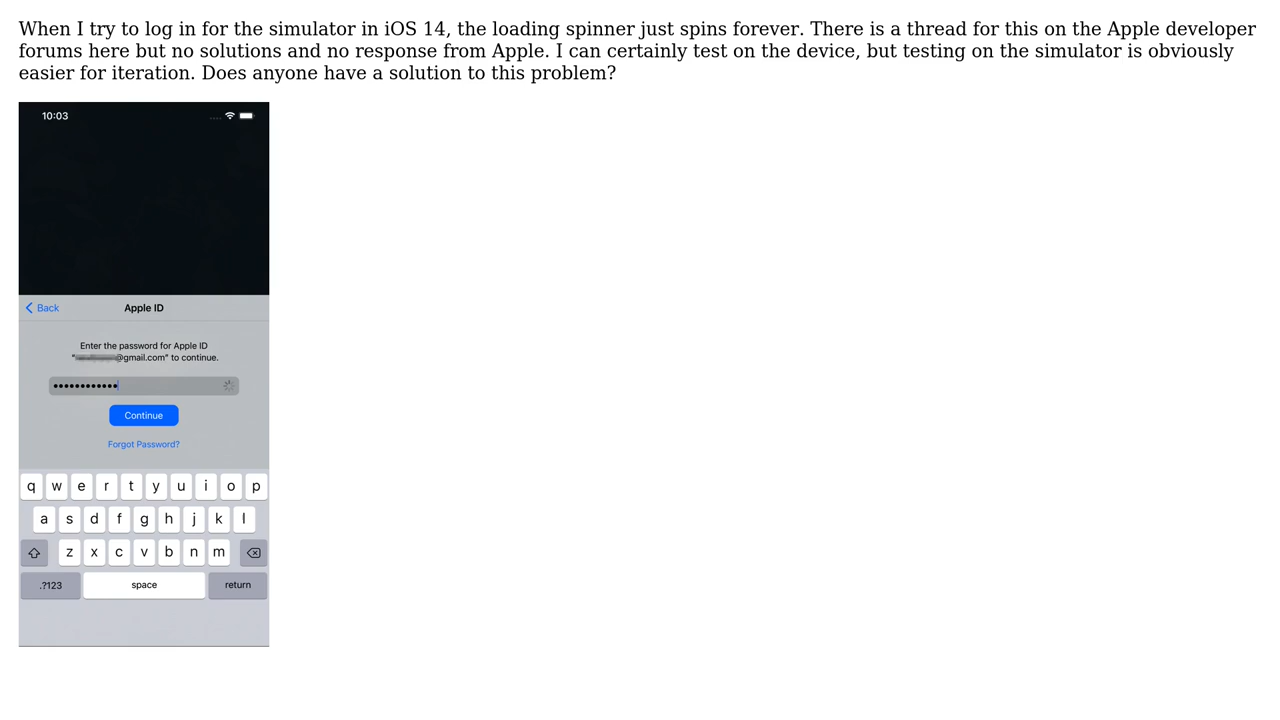 When I try to log in for the simulator in iOS 14, the loading spinner just spins forever. There is a thread for this on the Apple developer
forums here but no solutions and no response from Apple. I can certainly test on the device, but testing on the simulator is obviously
easier for iteration. Does anyone have a solution to this problem?
10:03
Back Apple ID
Enter the password for Apple ID
"@gmail.com" to continue.
Continue
Forgot Password?
q w e r t y u i o p
a s d f g h j k l
z x c v b n m
.?123 space return